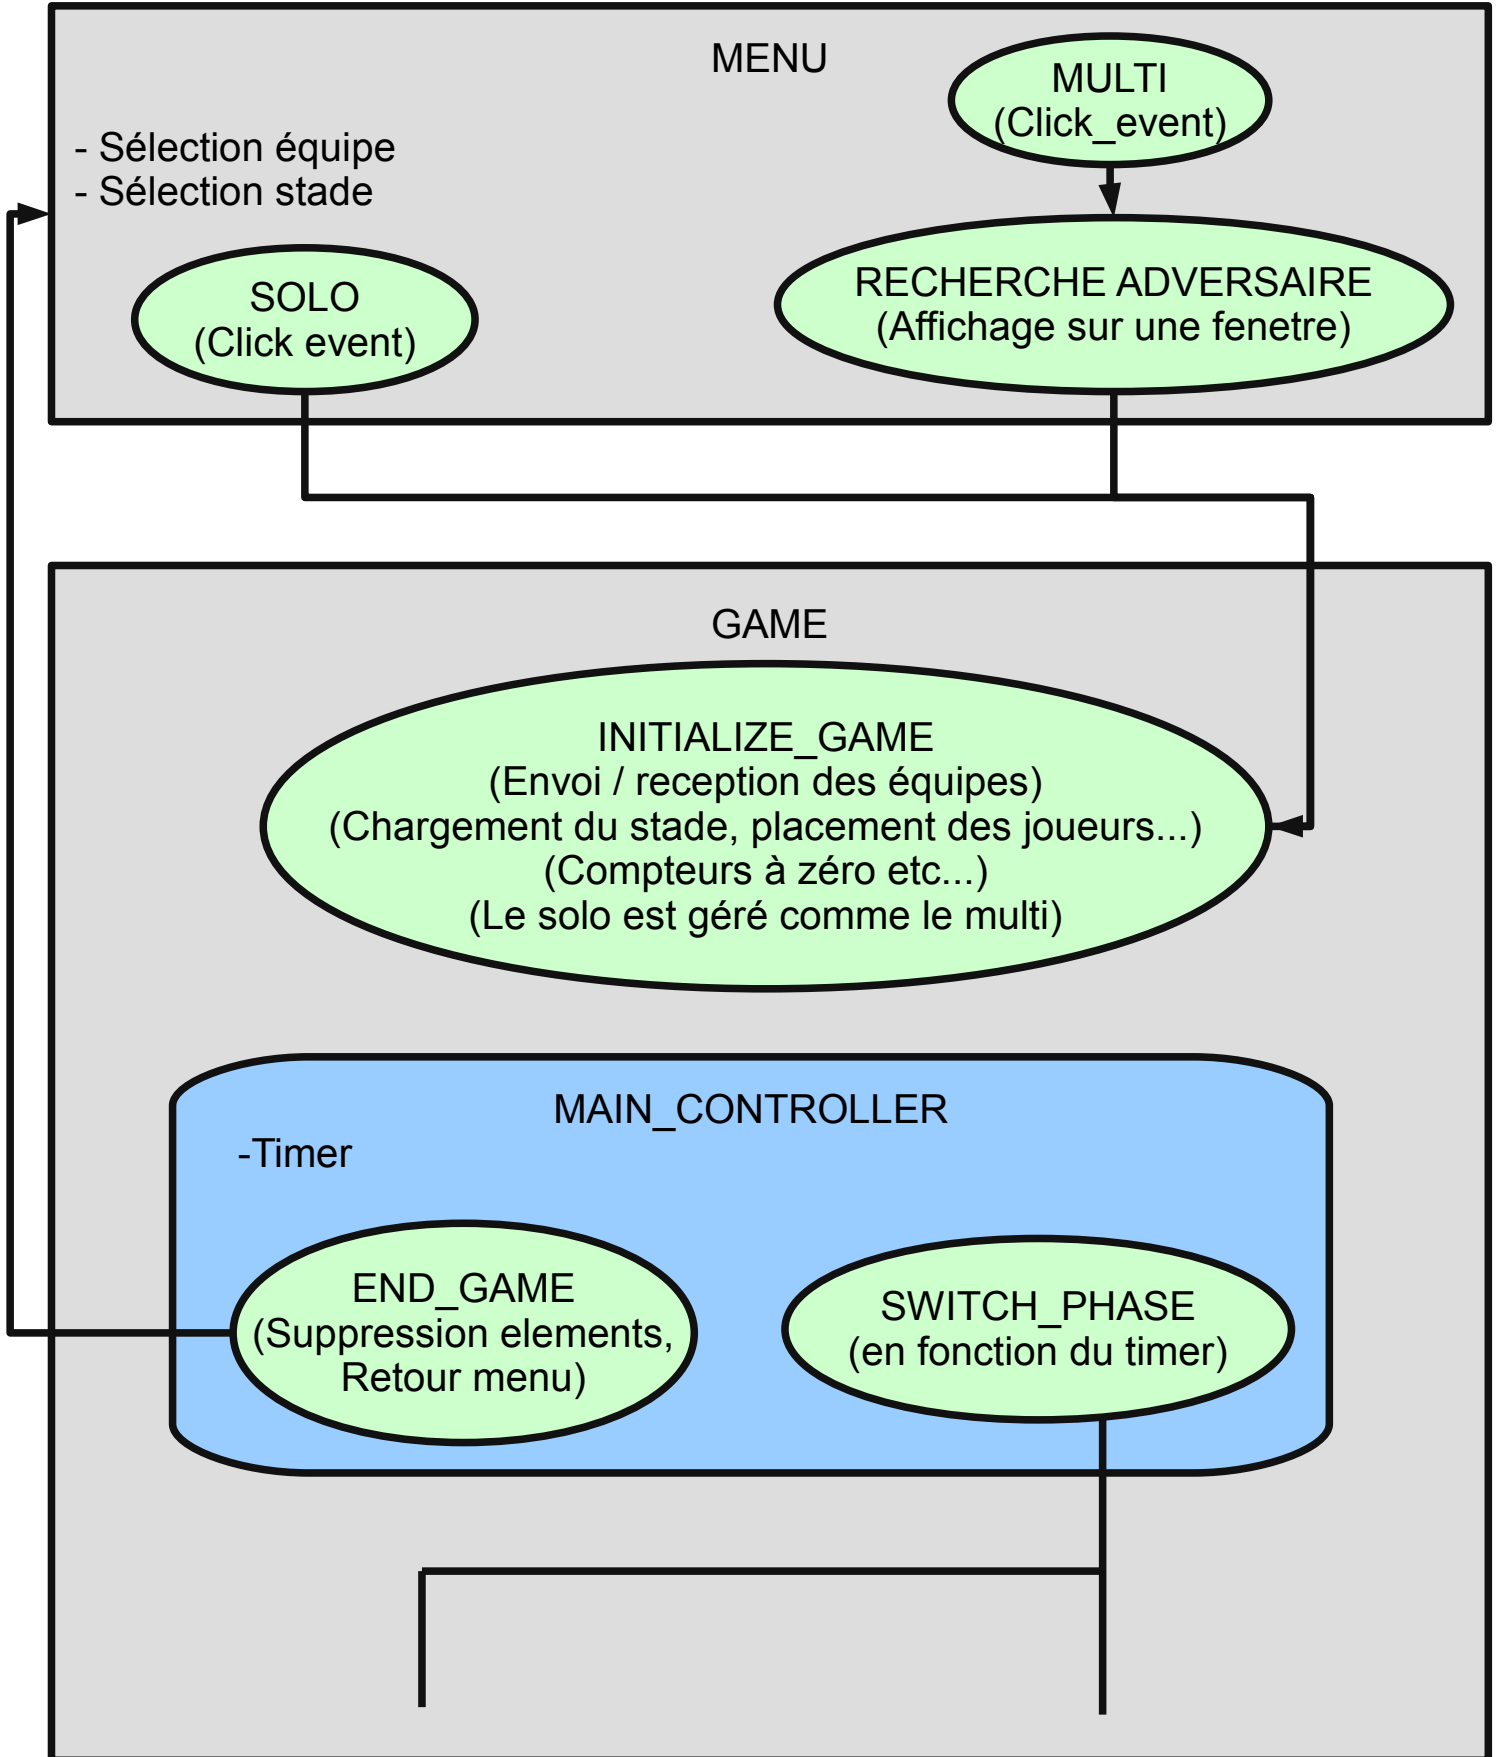 MENU
MULTI
(Click_event)
- Sélection équipe
- Sélection stade
SOLO
(Click event)
RECHERCHE ADVERSAIRE
(Affichage sur une fenetre)
GAME
INITIALIZE_GAME
(Envoi / reception des équipes)
(Chargement du stade, placement des joueurs...)
(Compteurs à zéro etc...)
(Le solo est géré comme le multi)
MAIN_CONTROLLER
-Timer
END_GAME
(Suppression elements,
Retour menu)
SWITCH_PHASE
(en fonction du timer)